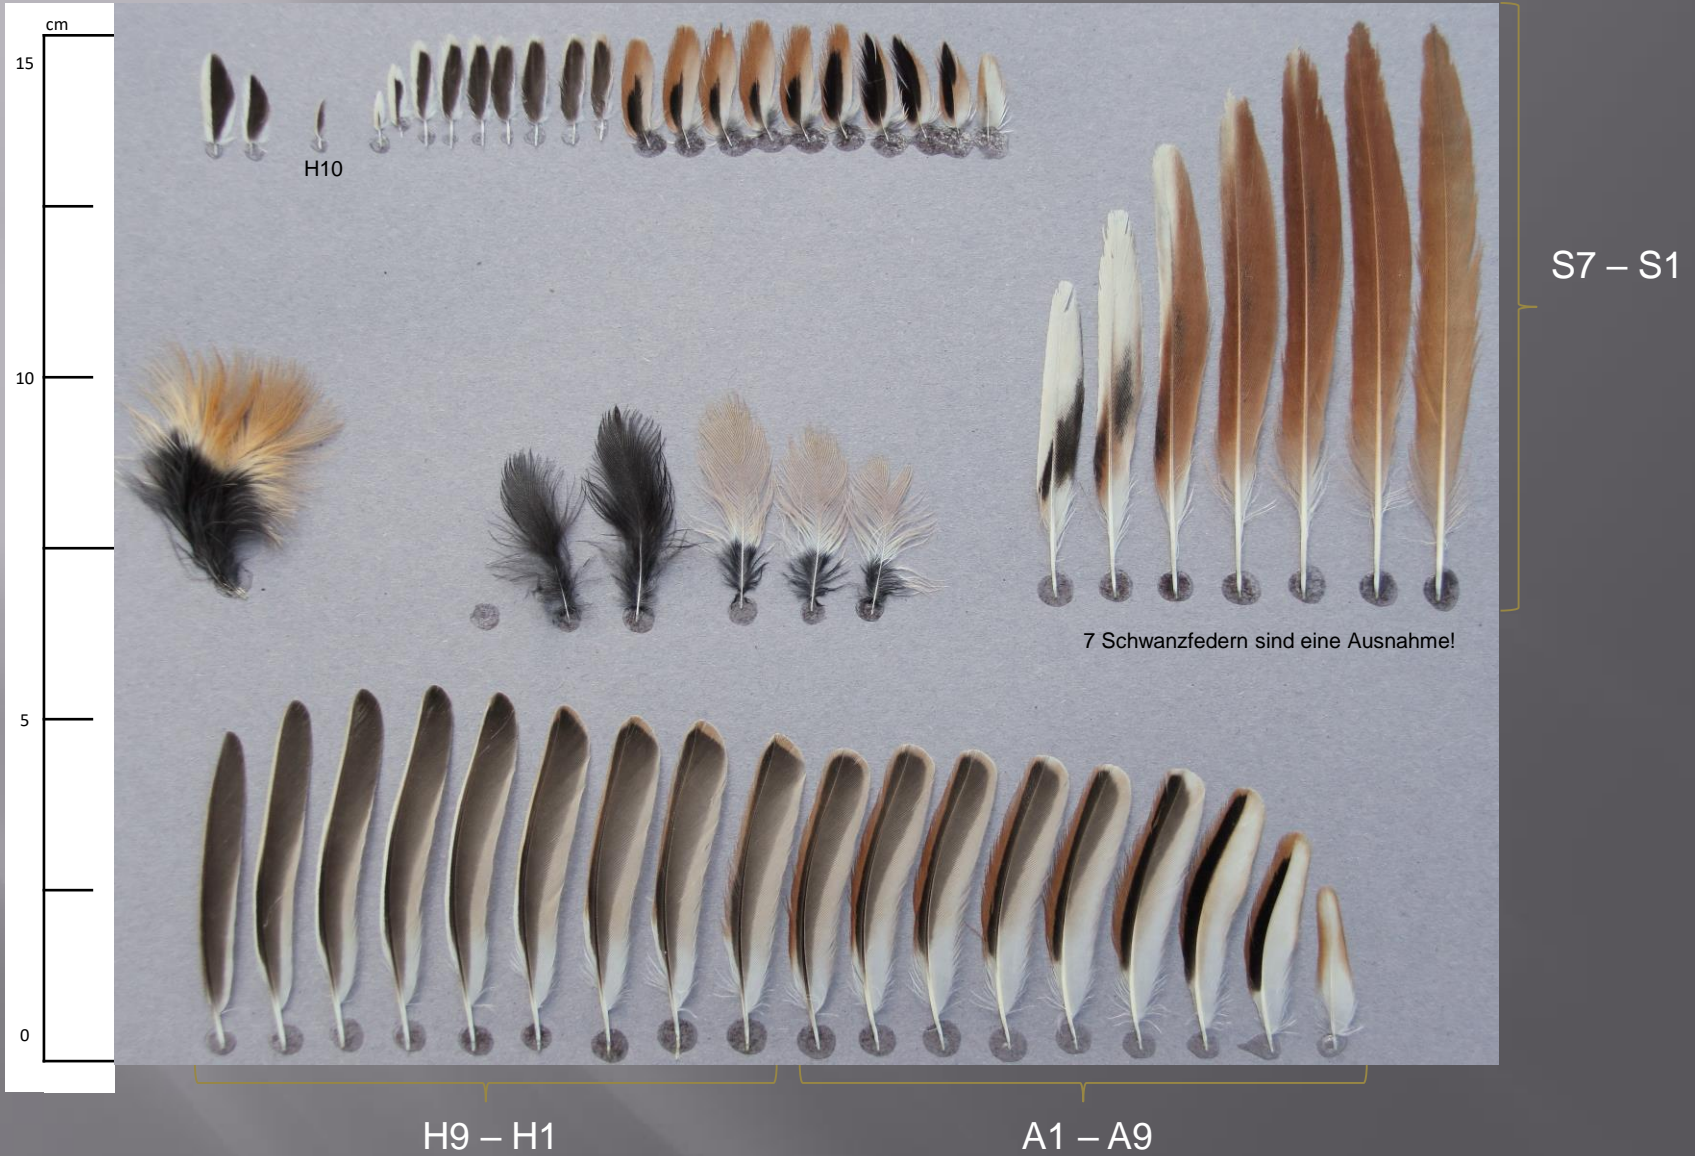 cm
15
H10
S7 – S1
10
7 Schwanzfedern sind eine Ausnahme!
5
0
H9 – H1
A1 – A9